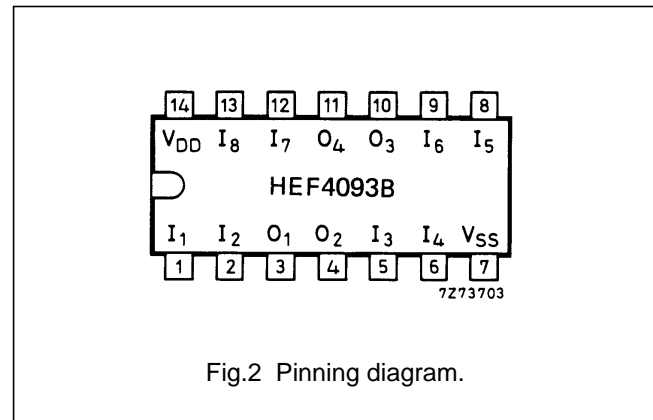 14 13 12 11 10 9 8
VDD I8 I7 O4 O3 I6 I5
HEF4093B
I1 I2 O1 O2 I3 I4 VSS
1 2 3 4 5 6 7
7Z73703
Fig.2 Pinning diagram.